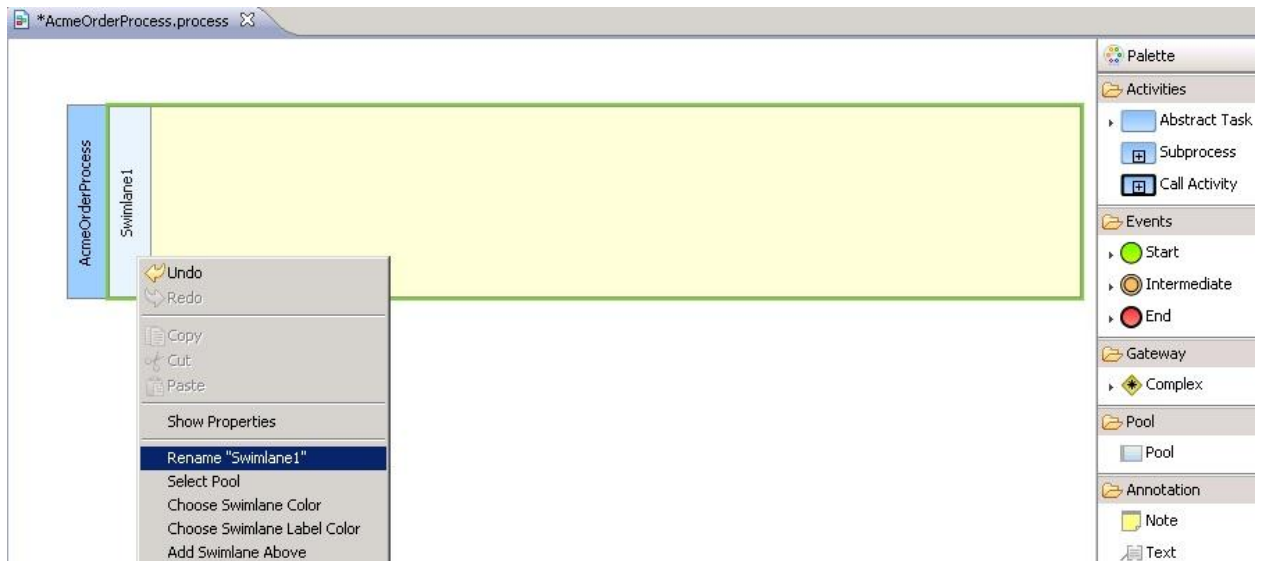 *AcmeOrderProcess.process
AcmeOrderProcess
Swimlane1
Undo
Redo
Copy
Cut
Paste
Show Properties
Rename "Swimlane1"
Select Pool
Choose Swimlane Color
Choose Swimlane Label Color
Add Swimlane Above
Palette
Activities
Abstract Task
Subprocess
Call Activity
Events
Start
Intermediate
End
Gateway
Complex
Pool
Pool
Annotation
Note
Text